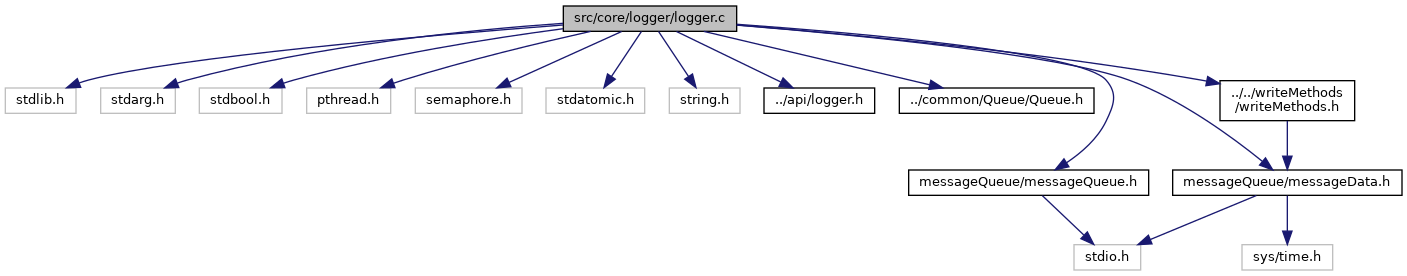 src/core/logger/logger.c
stdlib.h
stdarg.h
stdbool.h
pthread.h
semaphore.h
stdatomic.h
string.h
../api/logger.h
../common/Queue/Queue.h
../../writeMethods
/writeMethods.h
messageQueue/messageQueue.h
messageQueue/messageData.h
stdio.h
sys/time.h